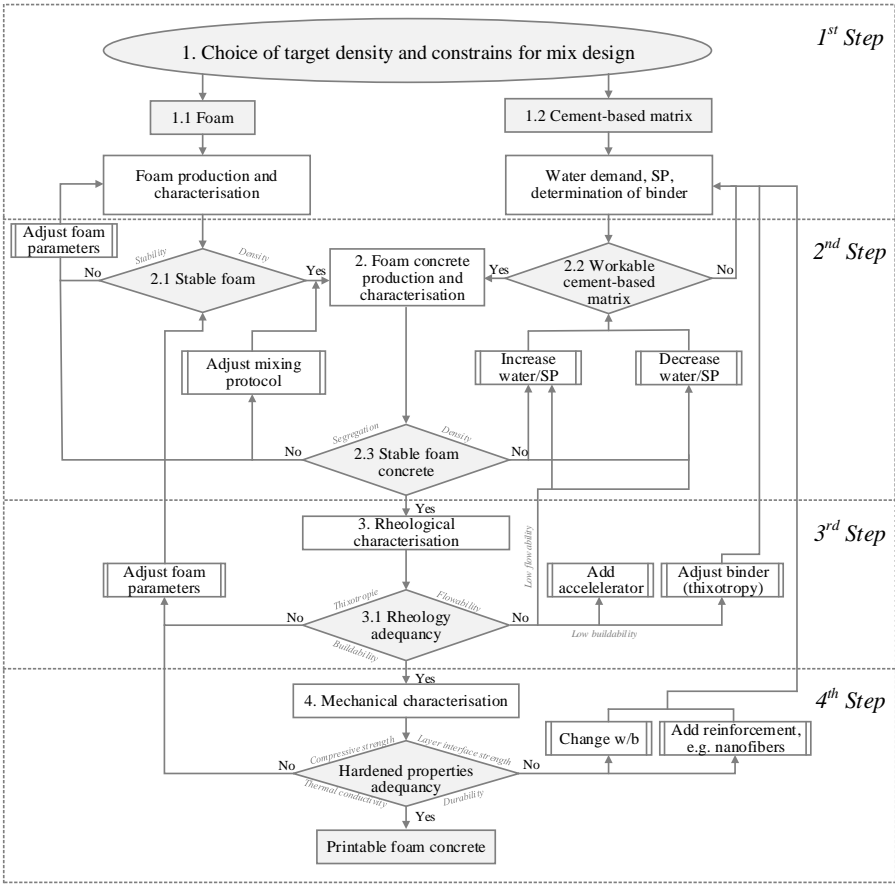 1st Step
1. Choice of target density and constrains for mix design
1.1 Foam
1.2 Cement-based matrix
Foam production and
characterisation
Water demand, SP,
determination of binder
2nd Step
Adjust foam
parameters
Stability
Density
No
2.1 Stable foam
Yes
2. Foam concrete
production and
characterisation
Yes
2.2 Workable
cement-based
matrix
No
Adjust mixing
protocol
Increase
water/SP
Decrease
water/SP
Segregation
Density
No
2.3 Stable foam
concrete
No
Yes
3rd Step
3. Rheological
characterisation
Low flowability
Adjust foam
parameters
Add
accelelerator
Adjust binder
(thixotropy)
Thixotropie
Flowability
No
3.1 Rheology
adequancy
No
Buildability
Low buildability
Yes
4th Step
4. Mechanical characterisation
Change w/b
Add reinforcement,
e.g. nanofibers
Compressive strength
Layer interface strength
No
Hardened properties
adequancy
No
Thermal conductivity
Durability
Yes
Printable foam concrete